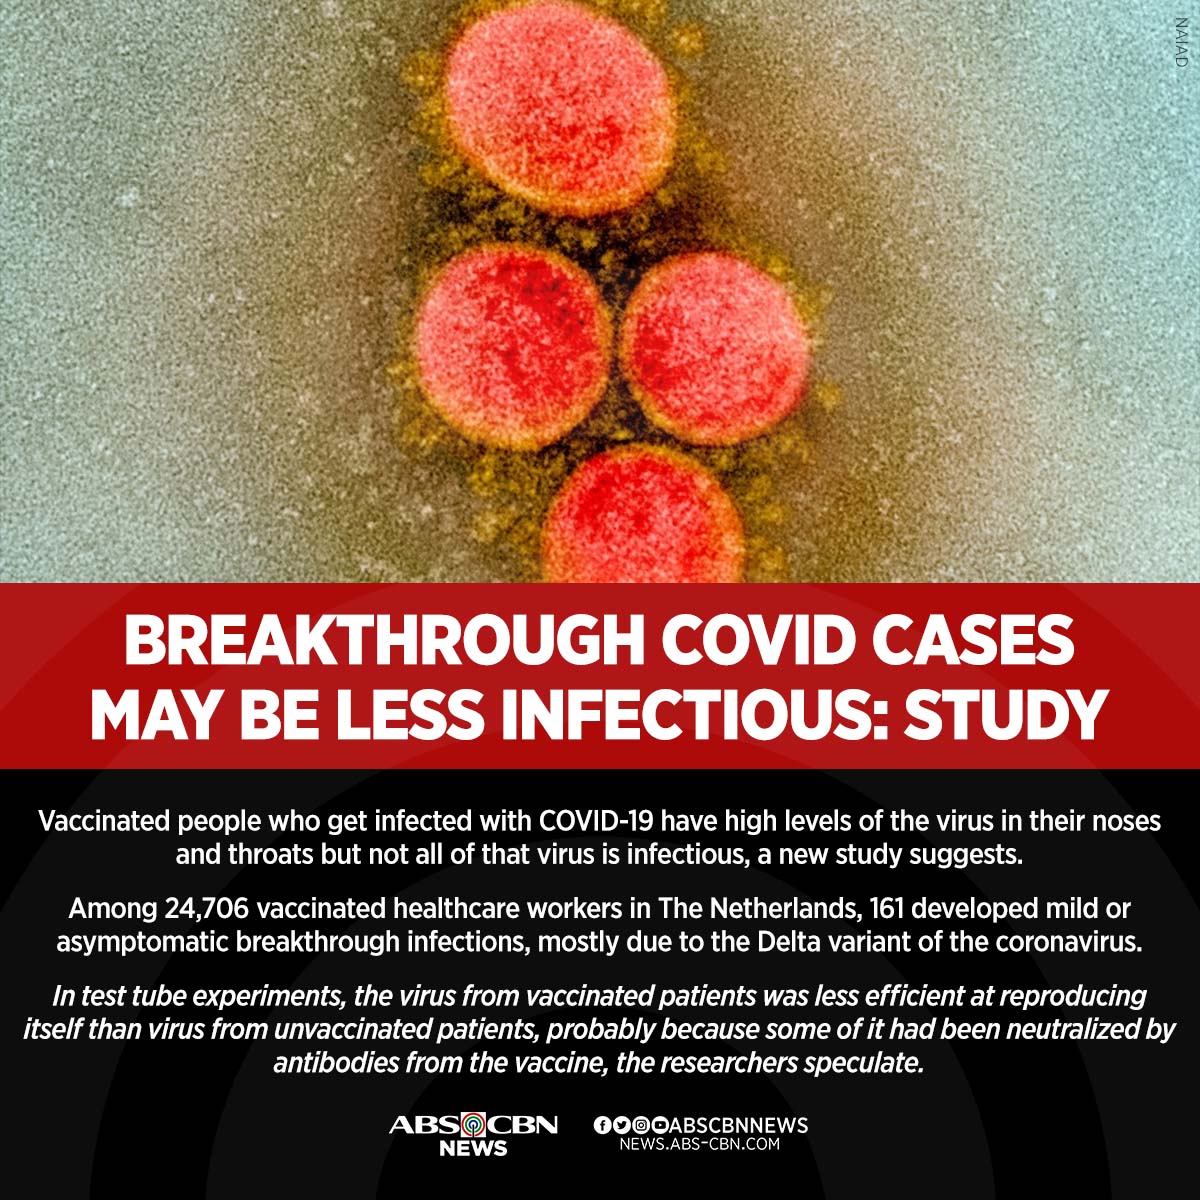 NAIAD
BREAKTHROUGH COVID CASES
MAY BE LESS INFECTIOUS: STUDY
Vaccinated people who get infected with COVID-19 have high levels of the virus in their noses
and throats but not all of that virus is infectious, a new study suggests.
Among 24,706 vaccinated healthcare workers in The Netherlands, 161 developed mild or
asymptomatic breakthrough infections, mostly due to the Delta variant of the coronavirus.
In test tube experiments, the virus from vaccinated patients was less efficient at reproducing
itself than virus from unvaccinated patients, probably because some of it had been neutralized by
antibodies from the vaccine, the researchers speculate.
ABS CBN
NEWS
ABSCBNNEWS
NEWS.ABS-CBN.COM